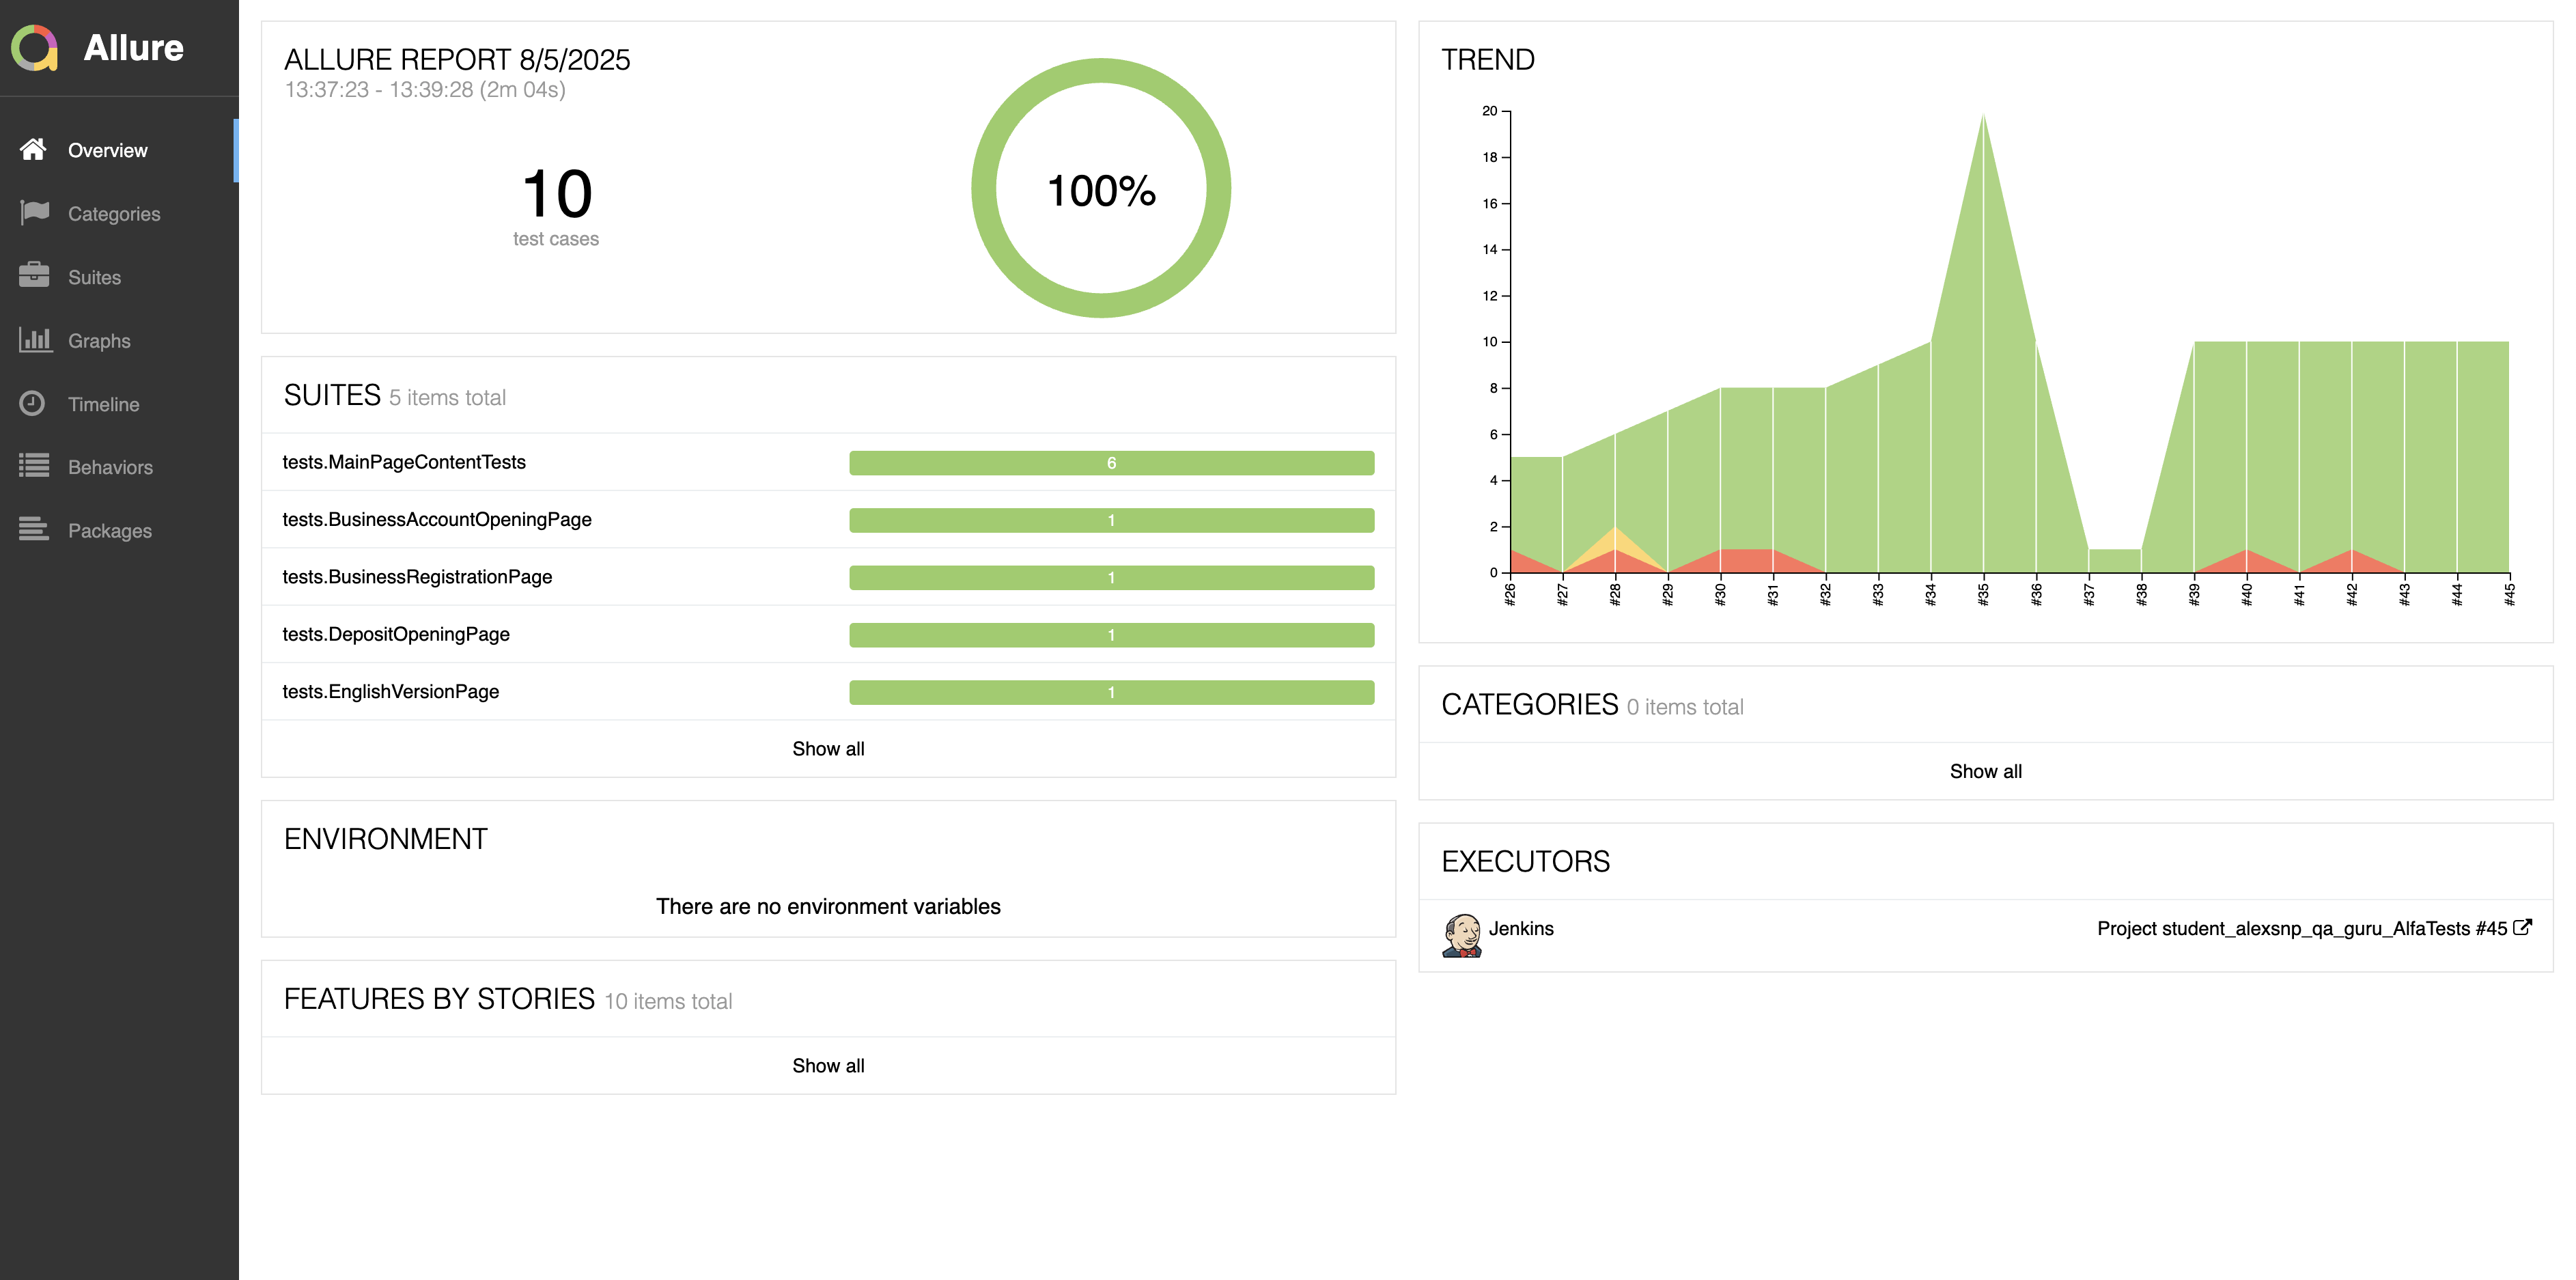 Allure
Overview
Categories
Suites
Graphs
Timeline
Behaviors
Packages
ALLURE REPORT 8/5/2025
13:37:23 - 13:39:28 (2m 04s)
10
test cases
100%
SUITES 5 items total
tests.MainPageContentTests 6
tests.BusinessAccountOpeningPage 1
tests.BusinessRegistrationPage 1
tests.DepositOpeningPage 1
tests.EnglishVersionPage 1
Show all
ENVIRONMENT
There are no environment variables
FEATURES BY STORIES 10 items total
Show all
TREND
20
18
16
14
12
10
8
6
4
2
0
#26 #27 #28 #29 #30 #31 #32 #33 #34 #35 #36 #37 #38 #39 #40 #41 #42 #43 #44 #45
CATEGORIES 0 items total
Show all
EXECUTORS
Jenkins Project student_alexsnp_qa_guru_AlfaTests #45